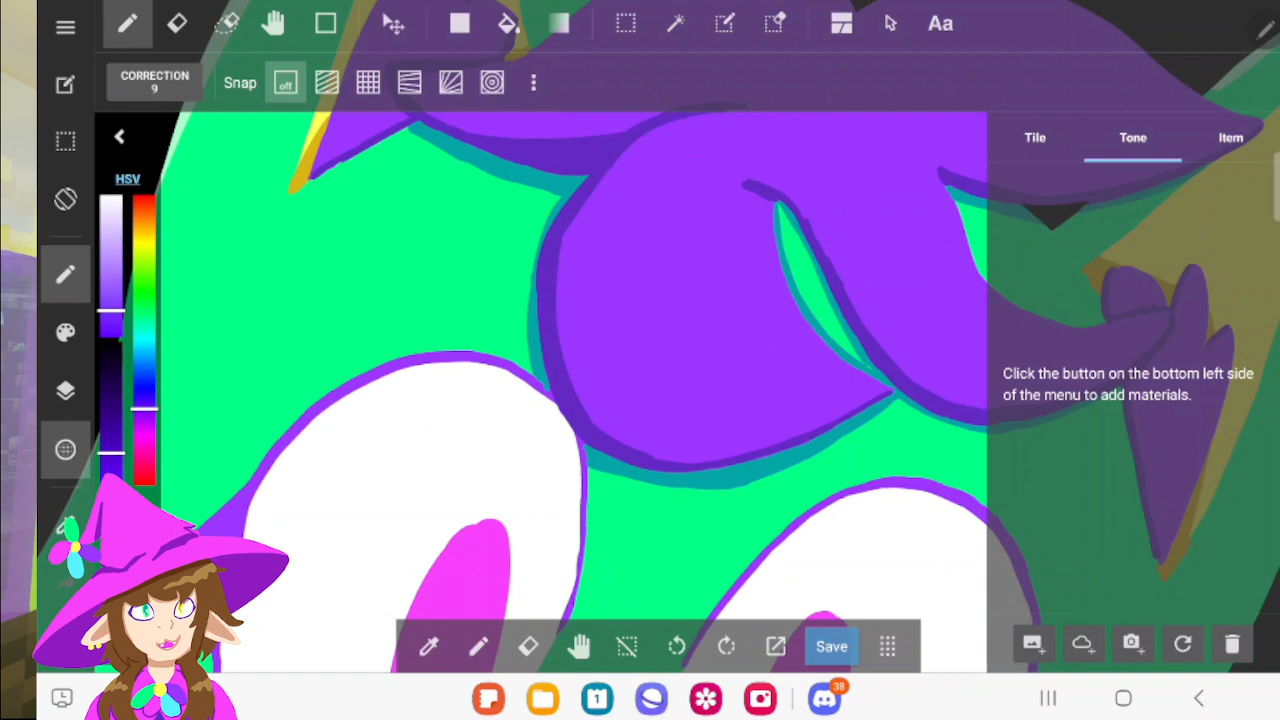 Aa
CORRECTION
9
Snap
off
HSV
Tile Tone Item
Click the button on the bottom left side
of the menu to add materials.
Save
1
38